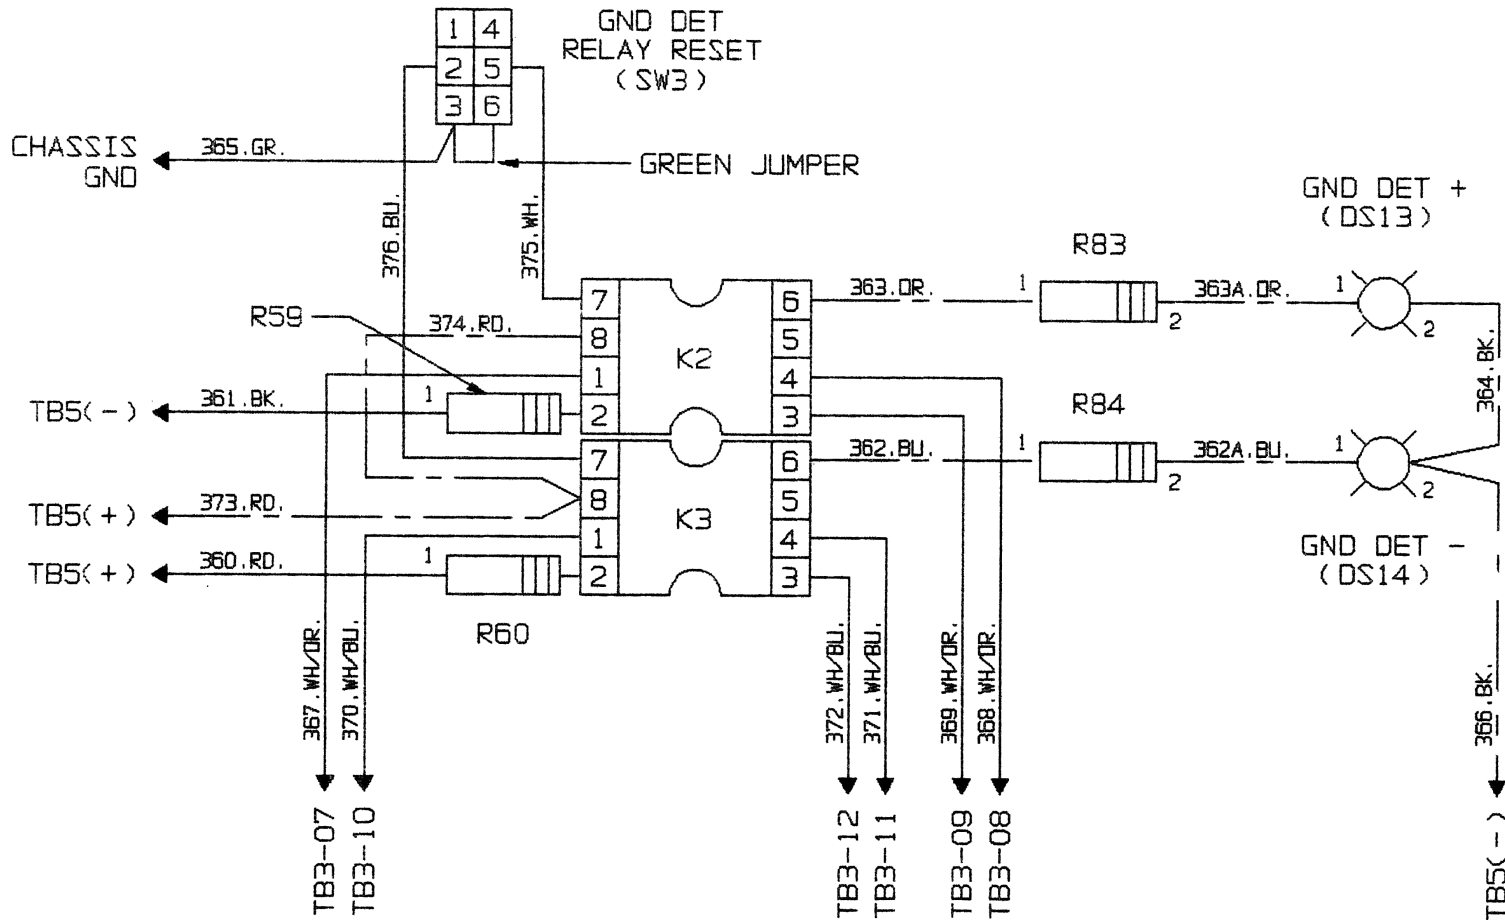 GND DET
RELAY RESET
(SW3)
1 4
2 5
3 6
CHASSIS
GND
365.GR.
GREEN JUMPER
376.BU.
375.WH.
GND DET +
(DS13)
R83
R59
374.RD.
7
8
1
2
K2
6
5
4
3
363.OR.
1
2
363A.OR.
1
2
364.BK.
TB5(-)
361.BK.
1
R84
7
8
1
2
K3
6
5
4
3
362.BU.
1
2
362A.BU.
1
2
TB5(+)
373.RD.
TB5(+)
360.RD.
1
R60
GND DET -
(DS14)
367.WH/OR.
370.WH/BU.
372.WH/BU.
371.WH/BU.
369.WH/OR.
368.WH/OR.
366.BK.
TB3-07
TB3-10
TB3-12
TB3-11
TB3-09
TB3-08
TB5(-)